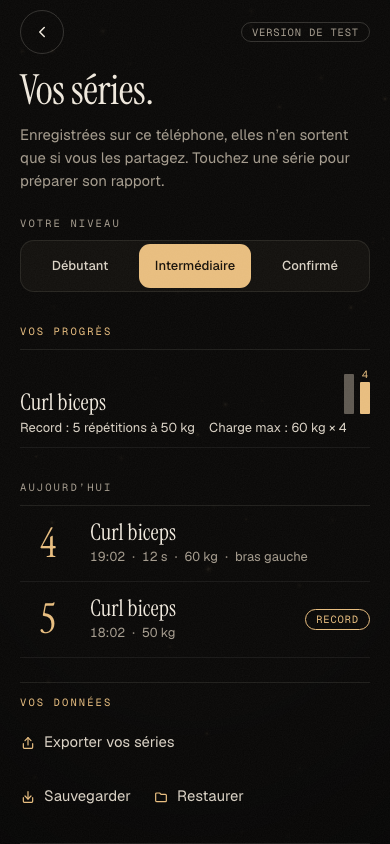 VERSION DE TEST
Vos séries.
Enregistrées sur ce téléphone, elles n’en sortent
que si vous les partagez. Touchez une série pour
préparer son rapport.
VOTRE NIVEAU
Débutant Intermédiaire Confirmé
VOS PROGRÈS
4
Curl biceps
Record : 5 répétitions à 50 kg Charge max : 60 kg × 4
AUJOURD’HUI
4 Curl biceps
19:02 · 12 s · 60 kg · bras gauche
5 Curl biceps
18:02 · 50 kg
RECORD
VOS DONNÉES
Exporter vos séries
Sauvegarder Restaurer